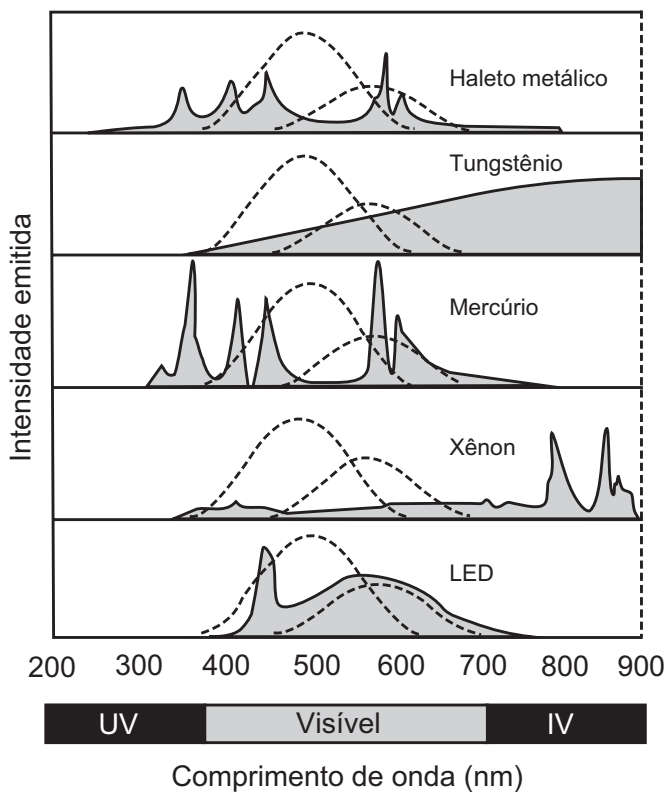 Haleto metálico
Tungstênio
Mercúrio
Xênon
LED
Intensidade emitida
200 300 400 500 600 700 800 900
UV Visível IV
Comprimento de onda (nm)